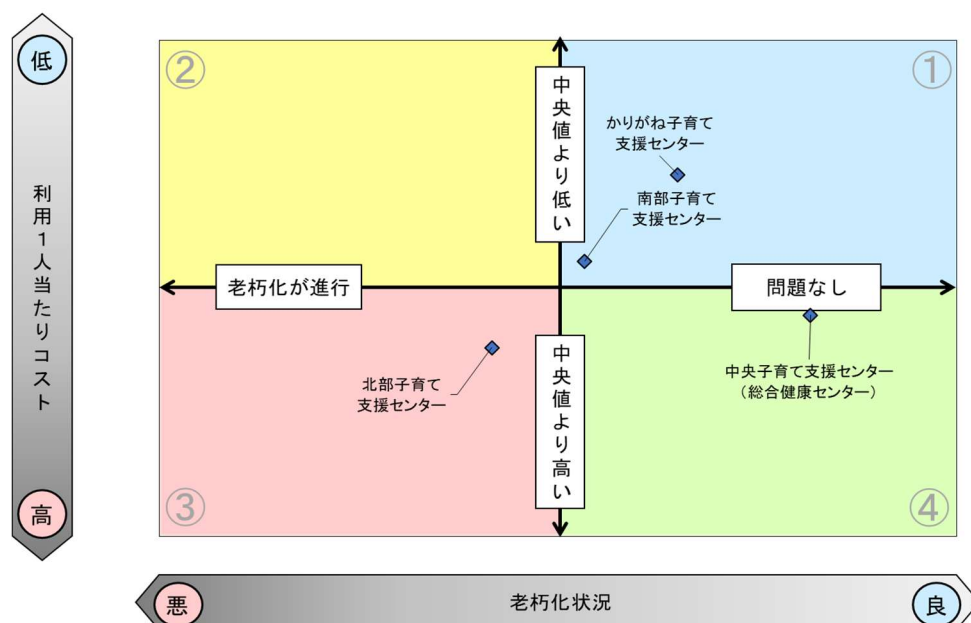 低
利用1人当たりコスト
高
②
①
中央値より低い
かりがね子育て
支援センター
南部子育て
支援センター
老朽化が進行
問題なし
北部子育て
支援センター
中央値より高い
中央子育て支援センター
（総合健康センター）
③
④
悪
老朽化状況
良